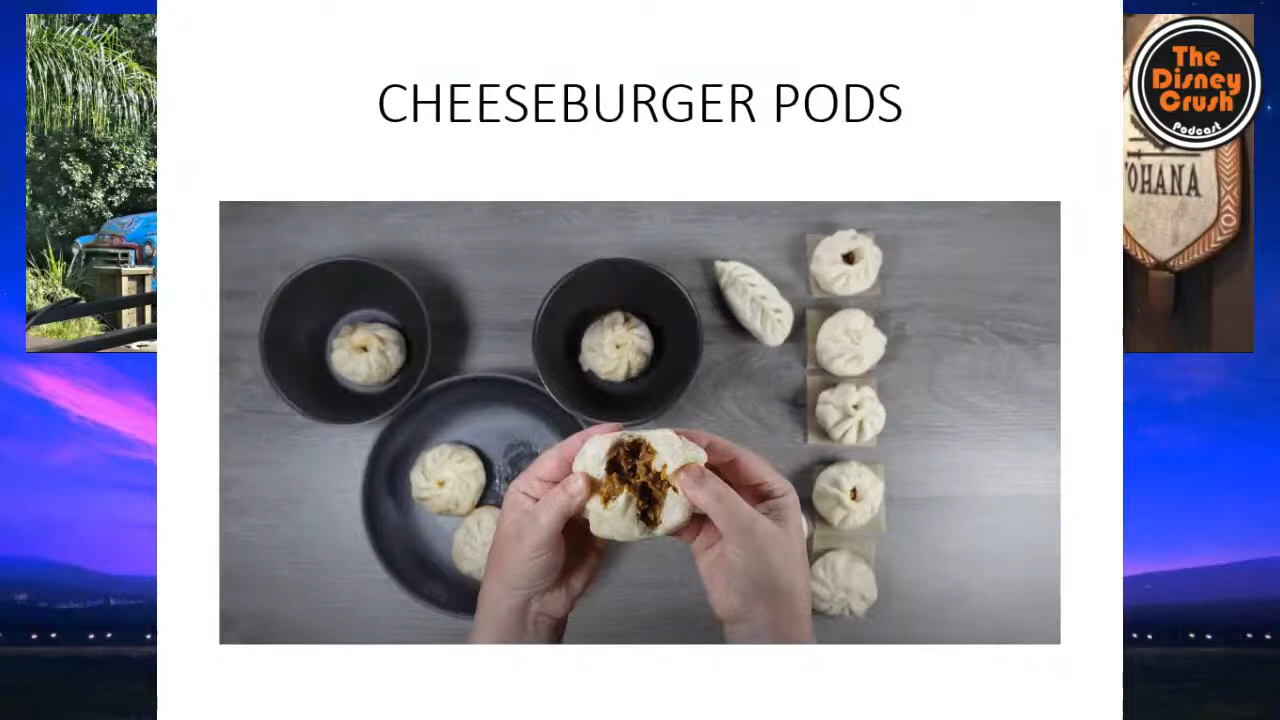 CHEESEBURGER PODS
The
Disney
Crush
Podcast
'OHANA